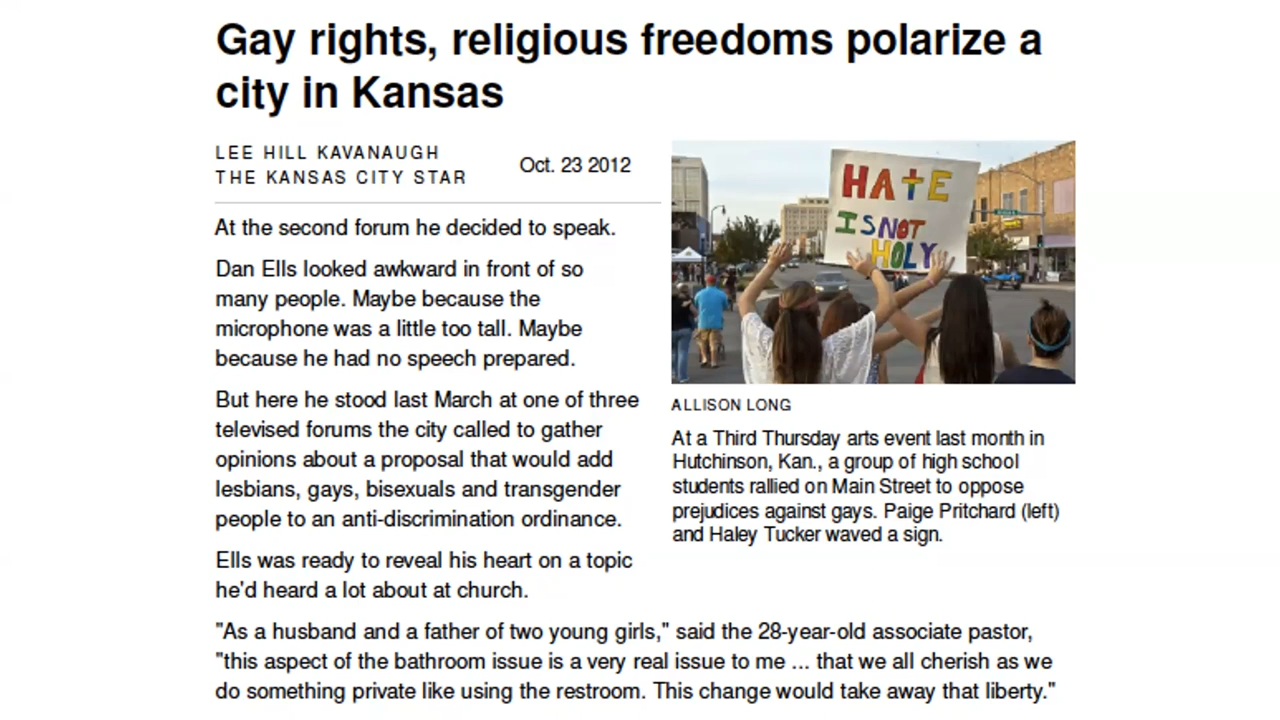 Gay rights, religious freedoms polarize a
city in Kansas
LEE HILL KAVANAUGH
THE KANSAS CITY STAR
Oct. 23 2012
At the second forum he decided to speak.
Dan Ells looked awkward in front of so
many people. Maybe because the
microphone was a little too tall. Maybe
because he had no speech prepared.
But here he stood last March at one of three
televised forums the city called to gather
opinions about a proposal that would add
lesbians, gays, bisexuals and transgender
people to an anti-discrimination ordinance.
Ells was ready to reveal his heart on a topic
he'd heard a lot about at church.
"As a husband and a father of two young girls," said the 28-year-old associate pastor,
"this aspect of the bathroom issue is a very real issue to me ... that we all cherish as we
do something private like using the restroom. This change would take away that liberty."
HATE
IS NOT
HOLY
ALLISON LONG
At a Third Thursday arts event last month in
Hutchinson, Kan., a group of high school
students rallied on Main Street to oppose
prejudices against gays. Paige Pritchard (left)
and Haley Tucker waved a sign.